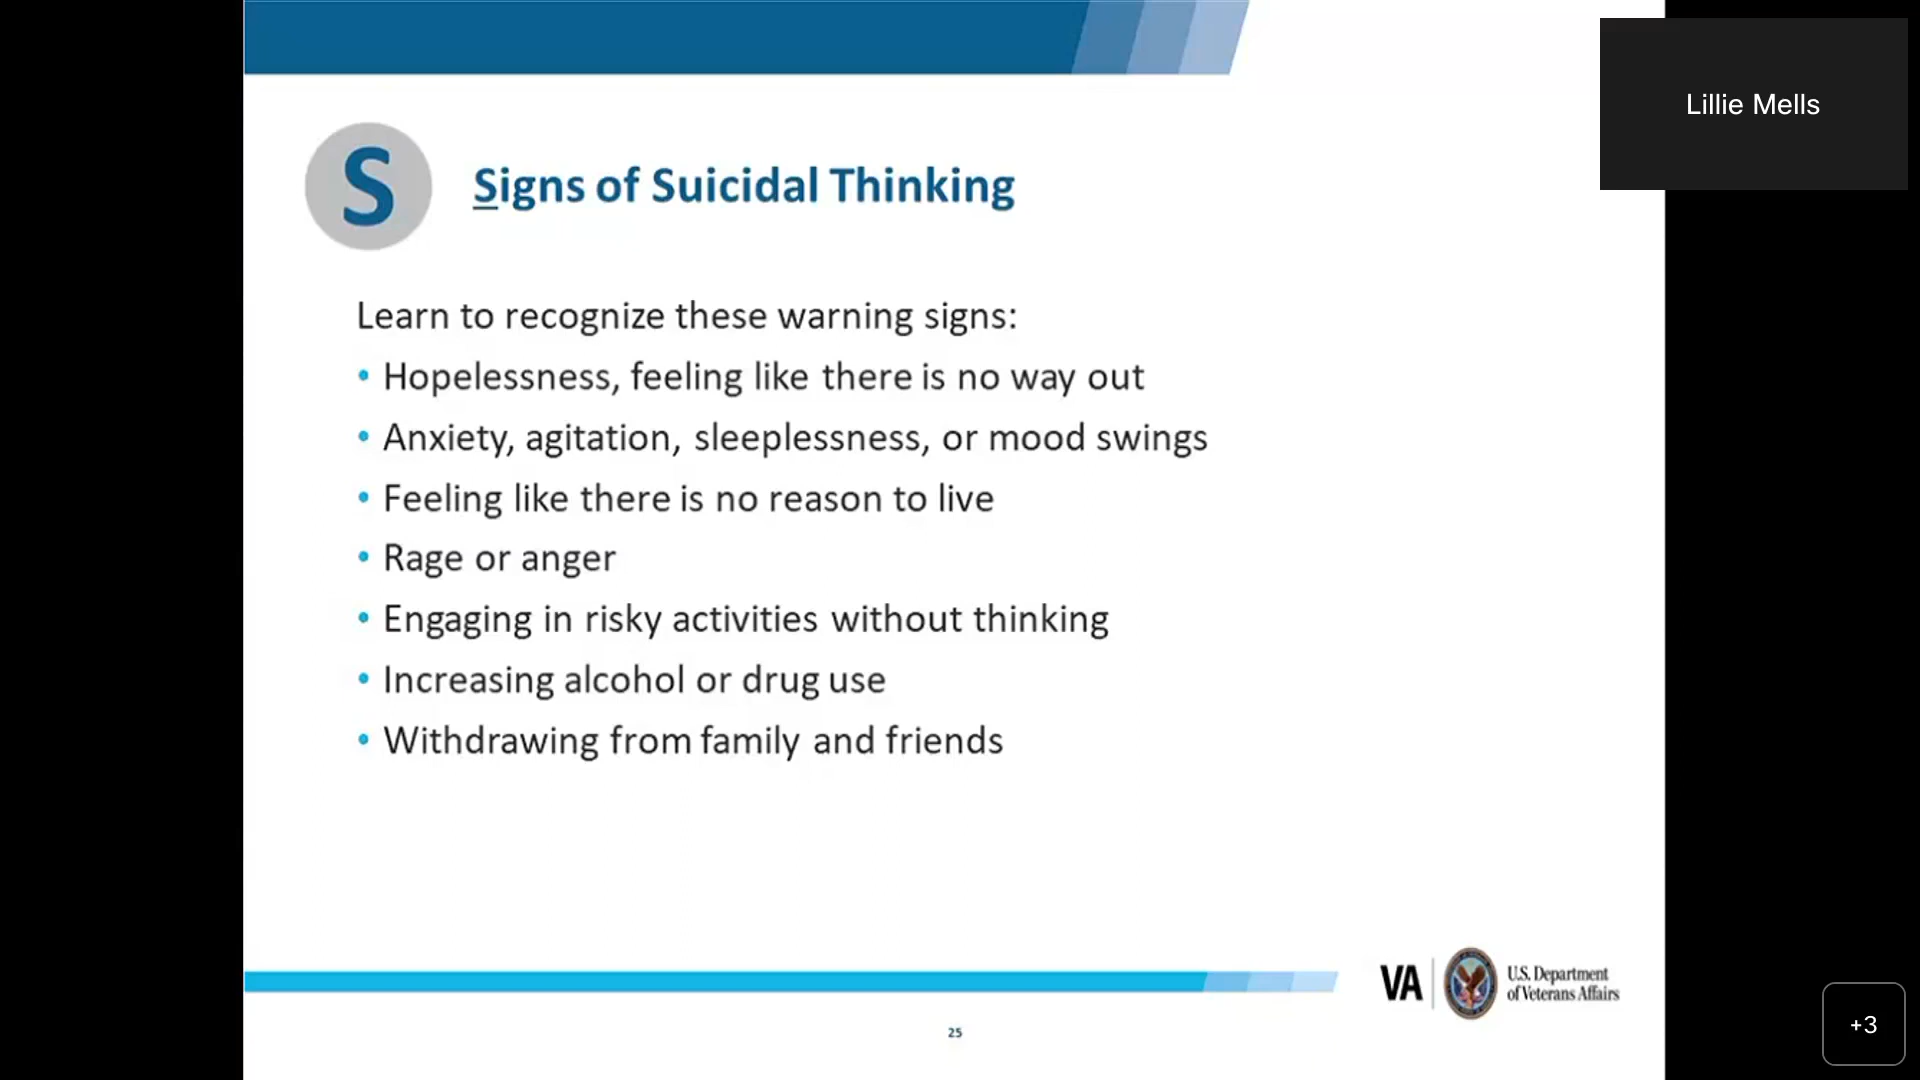 Lillie Mells
S
Signs of Suicidal Thinking
Learn to recognize these warning signs:
• Hopelessness, feeling like there is no way out
• Anxiety, agitation, sleeplessness, or mood swings
• Feeling like there is no reason to live
• Rage or anger
• Engaging in risky activities without thinking
• Increasing alcohol or drug use
• Withdrawing from family and friends
VA
U.S. Department
of Veterans Affairs
25
+3